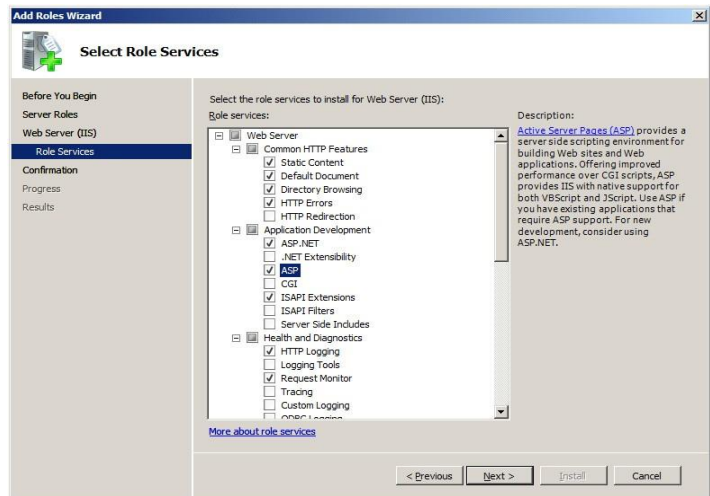 Add Roles Wizard
Select Role Services
Before You Begin
Server Roles
Web Server (IIS)
Role Services
Confirmation
Progress
Results
Select the role services to install for Web Server (IIS):
Role services:
Web Server
Common HTTP Features
Static Content
Default Document
Directory Browsing
HTTP Errors
HTTP Redirection
Application Development
ASP.NET
.NET Extensibility
ASP
CGI
ISAPI Extensions
ISAPI Filters
Server Side Includes
Health and Diagnostics
HTTP Logging
Logging Tools
Request Monitor
Tracing
Custom Logging
ODBC Logging
More about role services
Description:
Active Server Pages (ASP) provides a
server side scripting environment for
building Web sites and Web
applications. Offering improved
performance over CGI scripts, ASP
provides IIS with native support for
both VBScript and JScript. Use ASP if
you have existing applications that
require ASP support. For new
development, consider using
ASP.NET.
< Previous
Next >
Install
Cancel